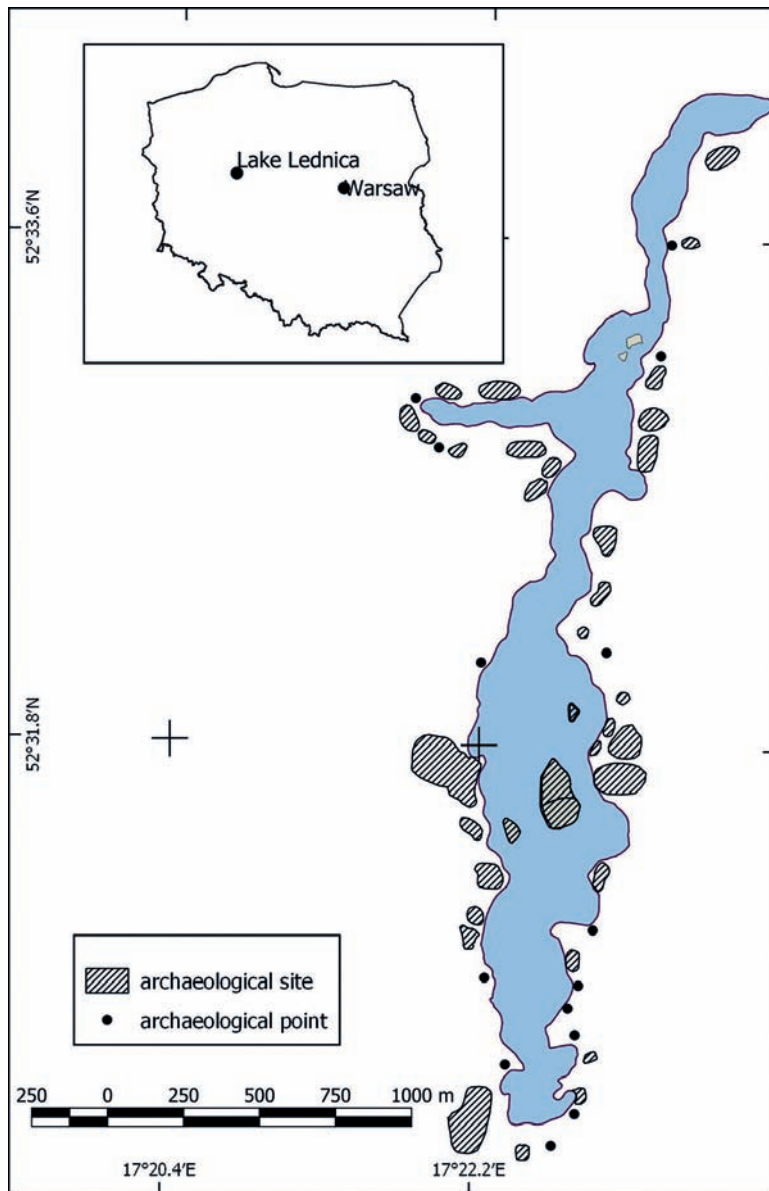 Lake Lednica
Warsaw
52°33.6'N
52°31.8'N
archaeological site
archaeological point
250 0 250 500 750 1000 m
17°20.4'E 17°22.2'E